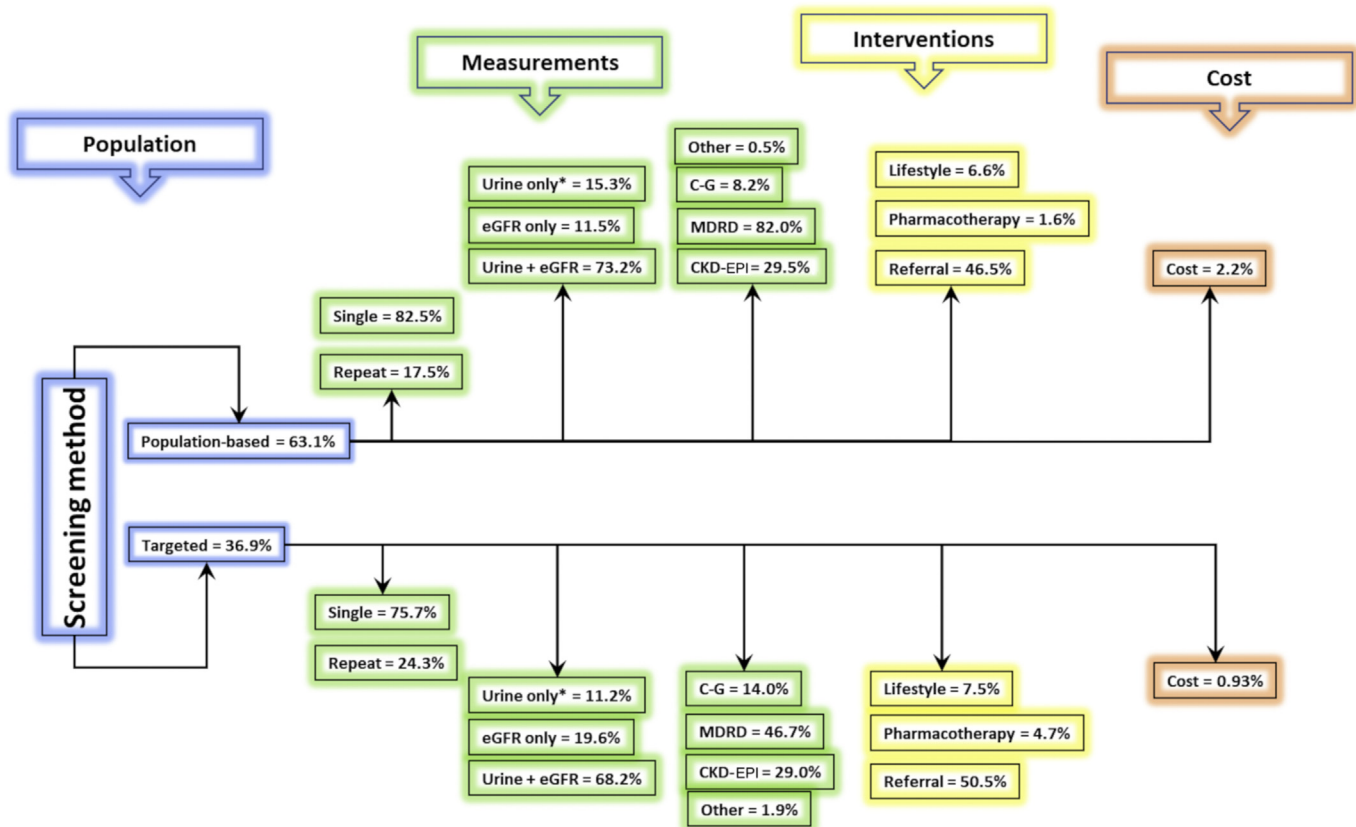 Population
Measurements
Interventions
Cost
Screening method
Population-based = 63.1%
Single = 82.5%
Repeat = 17.5%
Urine only* = 15.3%
eGFR only = 11.5%
Urine + eGFR = 73.2%
Other = 0.5%
C-G = 8.2%
MDRD = 82.0%
CKD-EPI = 29.5%
Lifestyle = 6.6%
Pharmacotherapy = 1.6%
Referral = 46.5%
Cost = 2.2%
Targeted = 36.9%
Single = 75.7%
Repeat = 24.3%
Urine only* = 11.2%
eGFR only = 19.6%
Urine + eGFR = 68.2%
C-G = 14.0%
MDRD = 46.7%
CKD-EPI = 29.0%
Other = 1.9%
Lifestyle = 7.5%
Pharmacotherapy = 4.7%
Referral = 50.5%
Cost = 0.93%